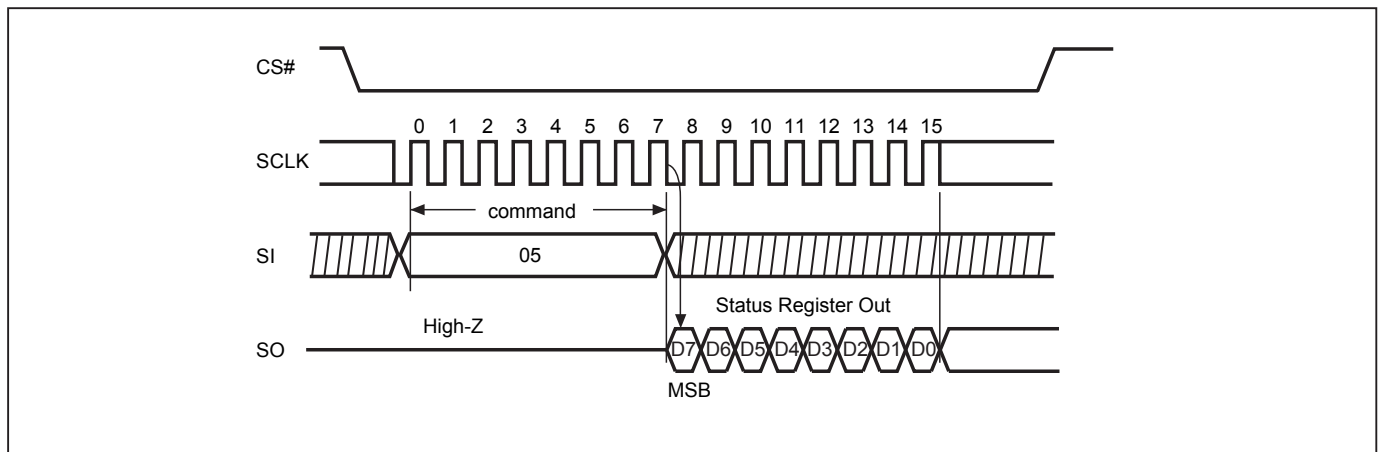 CS#
0 1 2 3 4 5 6 7 8 9 10 11 12 13 14 15
SCLK
command
SI
05
Status Register Out
High-Z
SO
D7 D6 D5 D4 D3 D2 D1 D0
MSB